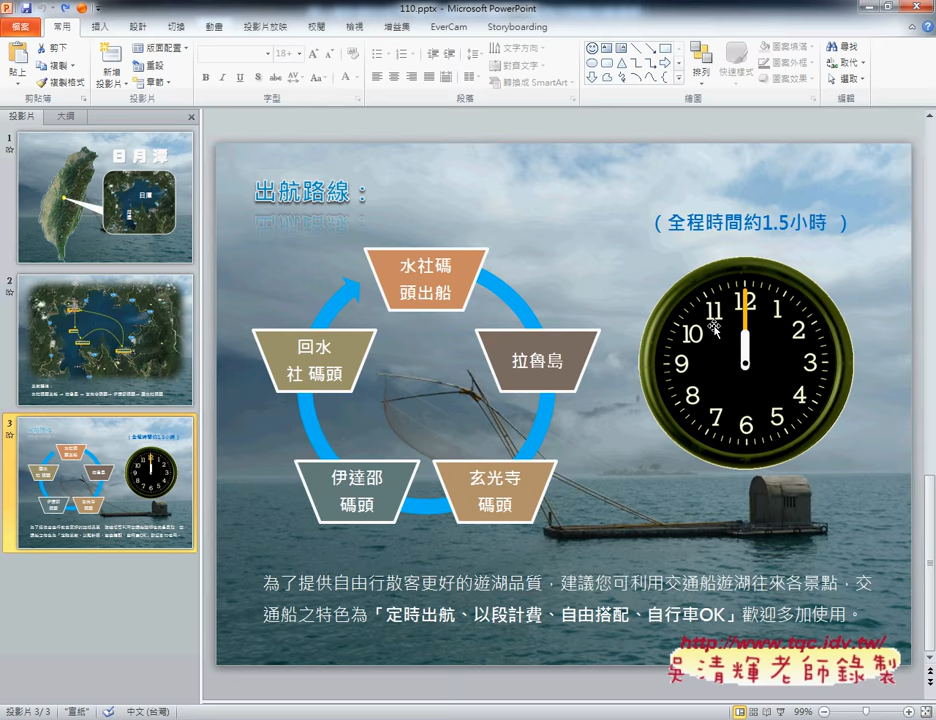 110.pptx - Microsoft PowerPoint
檔案 常用 插入 設計 切換 動畫 投影片放映 校閱 檢視 增益集 EverCam Storyboarding
貼上 剪下 複製 複製格式 剪貼簿
新增投影片 版面配置 重設 章節 投影片
18 B I U S abc AV Aa A 字型
文字方向 對齊文字 轉換成 SmartArt 段落
排列 快速樣式 圖案填滿 圖案外框 圖案效果 繪圖
尋找 取代 選取 編輯
投影片 大綱
1
日月潭
日潭
2
3
出航路線：
（ 全程時間約1.5小時 ）
水社碼
頭出船
回水
社 碼頭
拉魯島
伊達邵
碼頭
玄光寺
碼頭
12 1 2 3 4 5 6 7 8 9 10 11
為了提供自由行散客更好的遊湖品質，建議您可利用交通船遊湖往來各景點，交
通船之特色為「定時出航、以段計費、自由搭配、自行車OK」歡迎多加使用。
http://www.tqc.idv.tw/
吳清輝老師錄製
投影片 3/3 "宣紙" 中文 (台灣) 99%